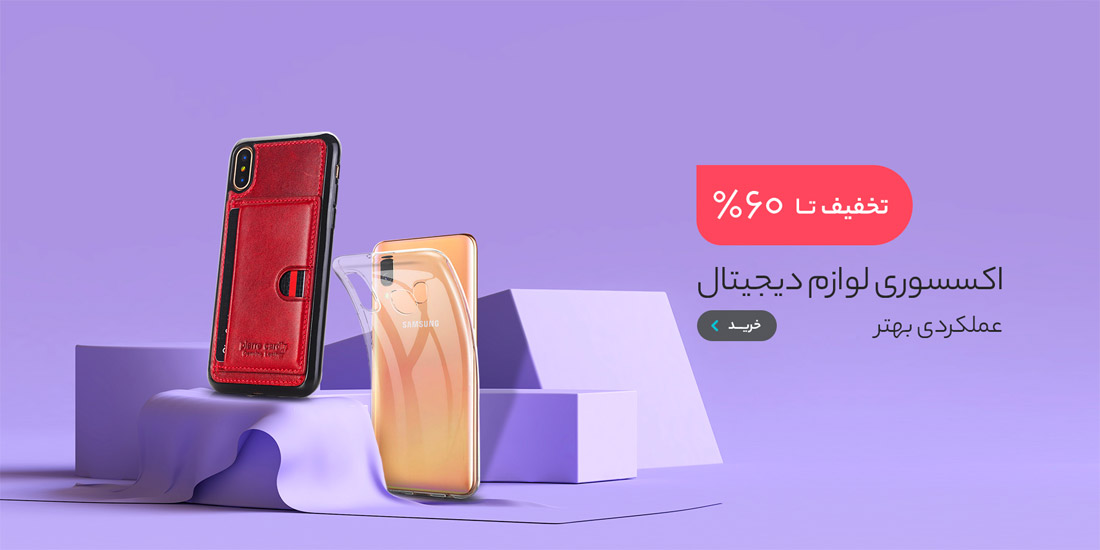 تخفیف تا ۶۰%
اکسسوری لوازم دیجیتال
عملکردی بهتر
خرید
SAMSUNG
pierre cardin